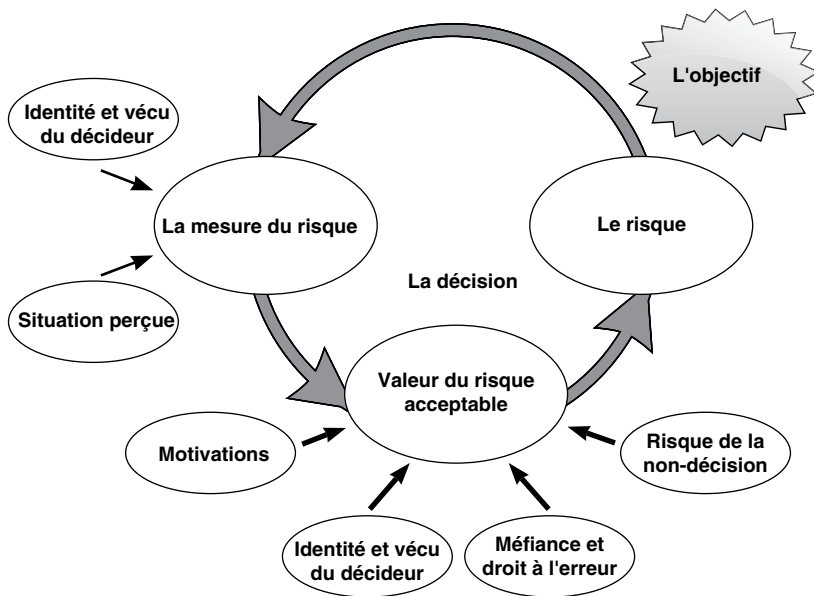 L'objectif
Identité et vécu
du décideur
La mesure du risque
Le risque
La décision
Situation perçue
Valeur du risque
acceptable
Motivations
Risque de la
non-décision
Identité et vécu
du décideur
Méfiance et
droit à l'erreur